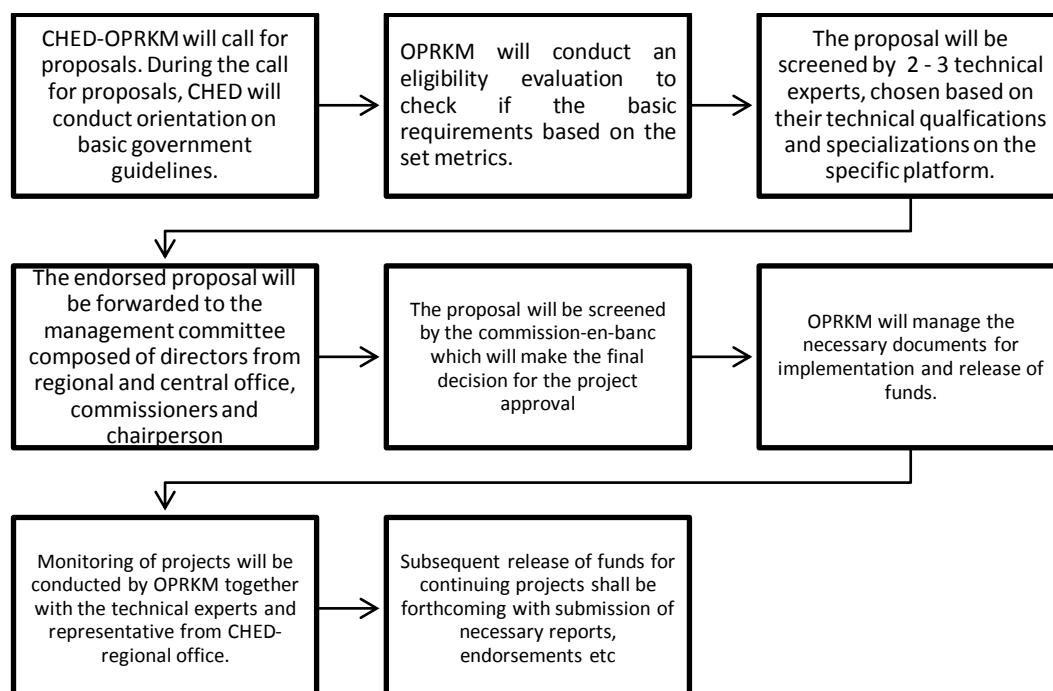 CHED-OPRKM will call for
proposals. During the call
for proposals, CHED will
conduct orientation on
basic government
guidelines.
OPRKM will conduct an
eligibility evaluation to
check if the basic
requirements based on the
set metrics.
The proposal will be
screened by 2 - 3 technical
experts, chosen based on
their technical qualfications
and specializations on the
specific platform.
The endorsed proposal will
be forwarded to the
management committee
composed of directors from
regional and central office,
commissioners and
chairperson
The proposal will be screened
by the commission-en-banc
which will make the final
decision for the project
approval
OPRKM will manage the
necessary documents for
implementation and release of
funds.
Monitoring of projects will be
conducted by OPRKM together
with the technical experts and
representative from CHED-
regional office.
Subsequent release of funds for
continuing projects shall be
forthcoming with submission of
necessary reports,
endorsements etc